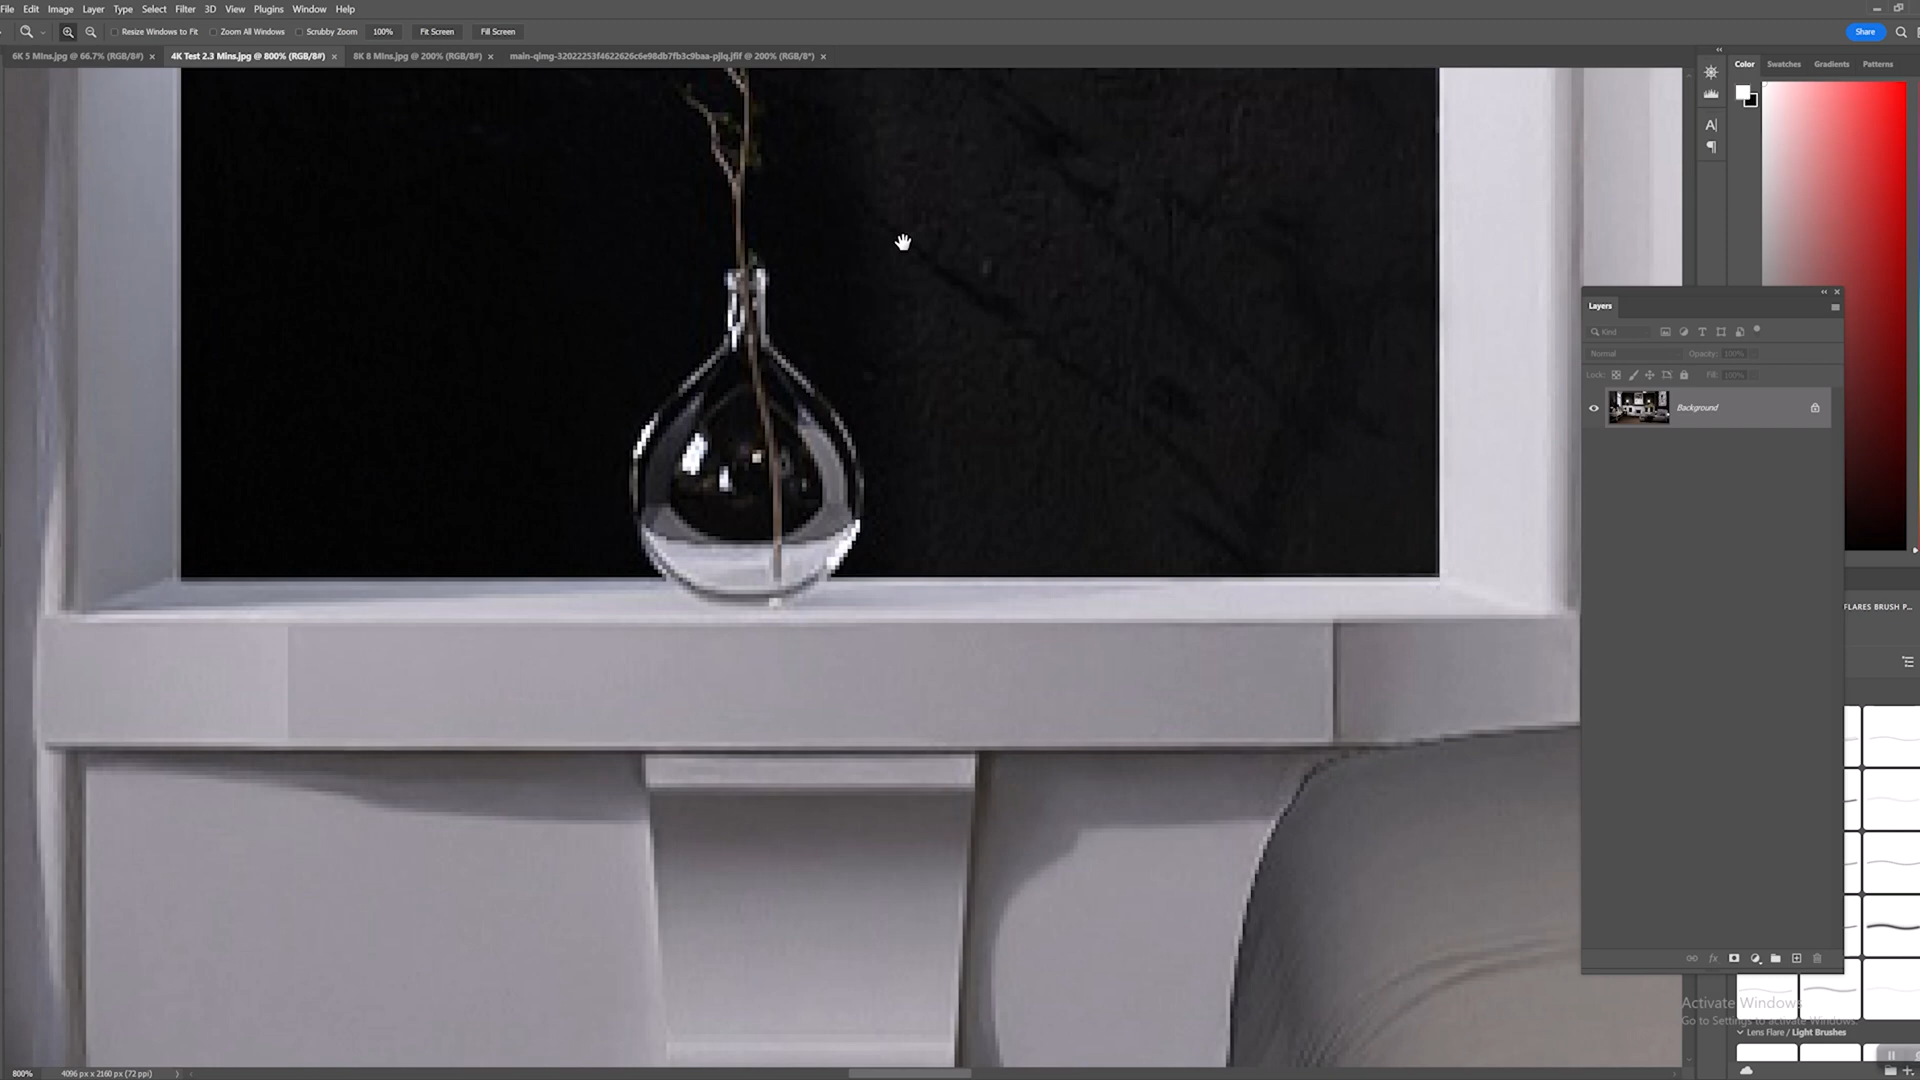 File Edit Image Layer Type Select Filter 3D View Plugins Window Help
Resize Windows to Fit Zoom All Windows Scrubby Zoom 100% Fit Screen Fill Screen Share
6K 5 Mins.jpg @ 66.7% (RGB/8#) × 4K Test 2.3 Mins.jpg @ 800% (RGB/8#) × 8K 8 Mins.jpg @ 200% (RGB/8#) × main-qimg-32022253f4622626c6e98db7fb3c9baa-pjlq.jfif @ 200% (RGB/8*) ×
Color Swatches Gradients Patterns
Layers
Kind
Normal Opacity: 100%
Lock: Fill: 100%
Background
FLARES BRUSH P...
Activate Windows
Go to Settings to activate Windows.
Lens Flare / Light Brushes
800% 4096 px x 2160 px (72 ppi)